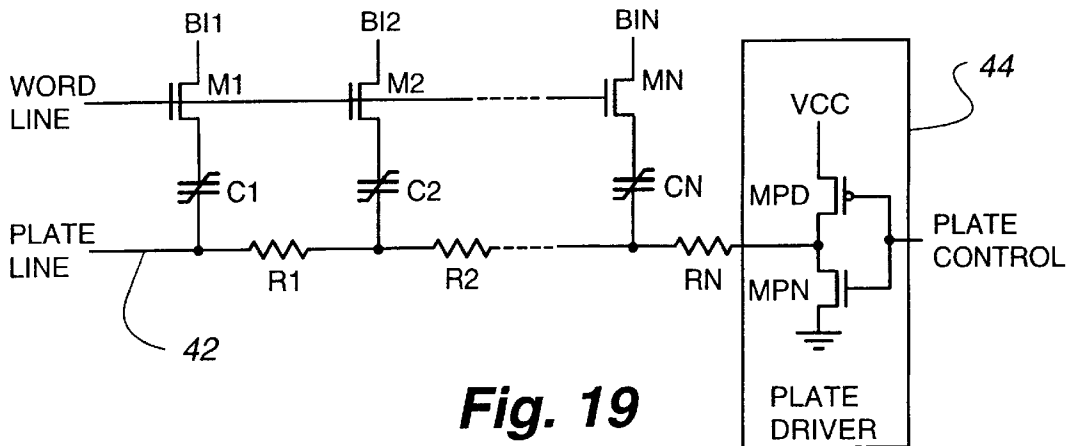 BI1
BI2
BIN
44
WORD
LINE
M1
M2
MN
VCC
C1
C2
CN
MPD
PLATE
LINE
PLATE
CONTROL
R1
R2
RN
MPN
42
Fig. 19
PLATE
DRIVER